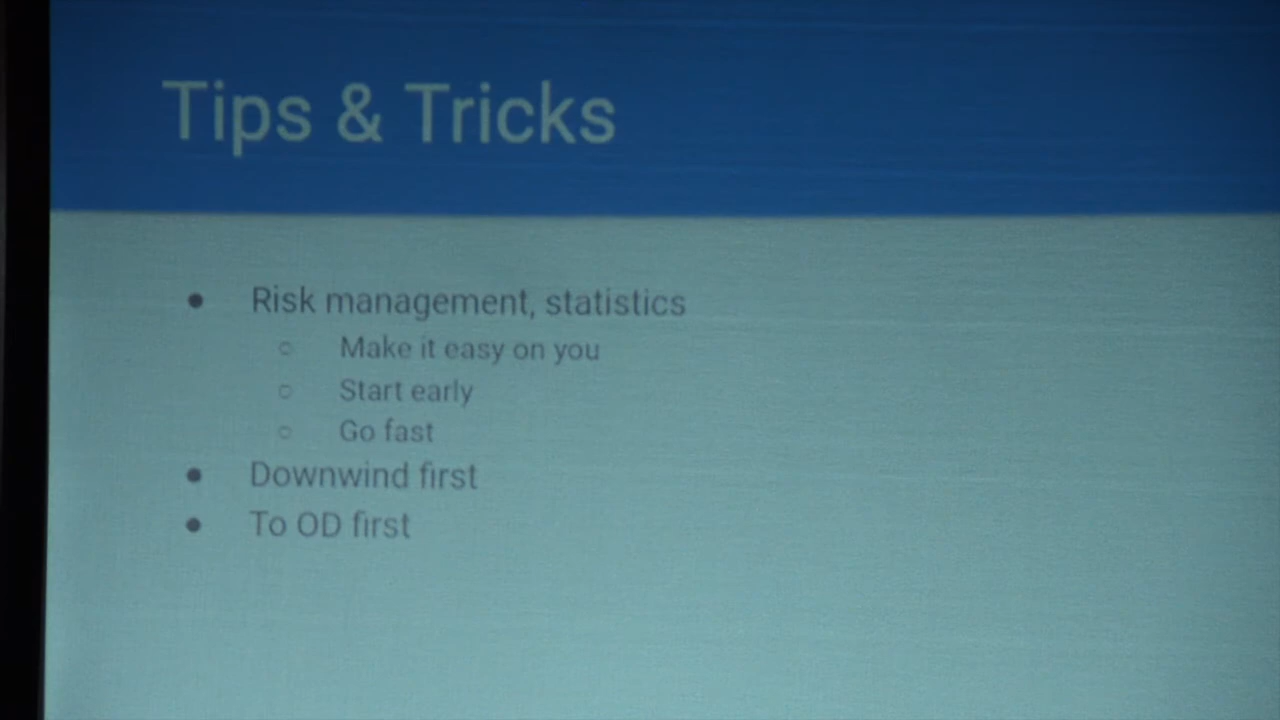 Tips & Tricks
Risk management, statistics
Make it easy on you
Start early
Go fast
Downwind first
To OD first